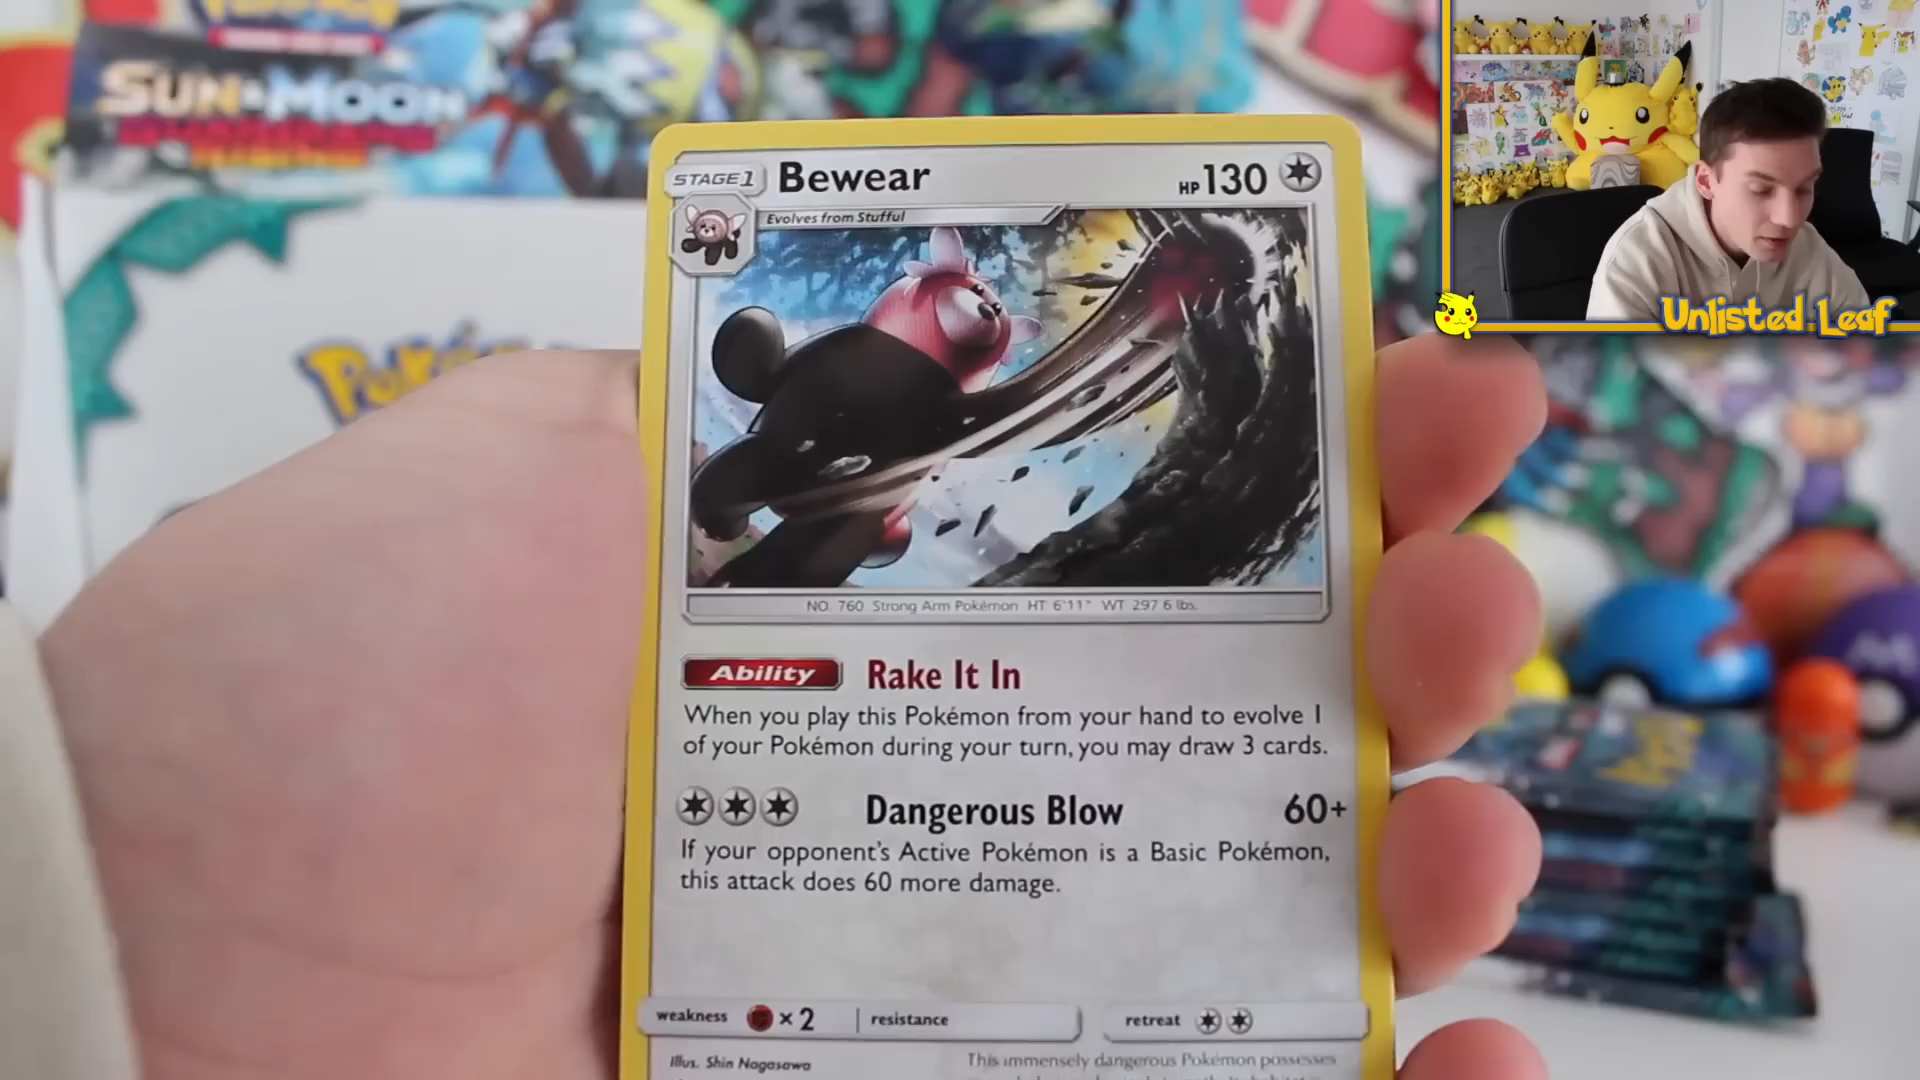 SUN & MOON
STAGE1 Bewear HP 130
Evolves from Stufful
Unlisted Leaf
NO. 760 Strong Arm Pokémon HT 6'11" WT 297.6 lbs.
Ability Rake It In
When you play this Pokémon from your hand to evolve 1
of your Pokémon during your turn, you may draw 3 cards.
Dangerous Blow 60+
If your opponent's Active Pokémon is a Basic Pokémon,
this attack does 60 more damage.
weakness × 2 resistance retreat
Illus. Shin Nagasawa
This immensely dangerous Pokémon possesses